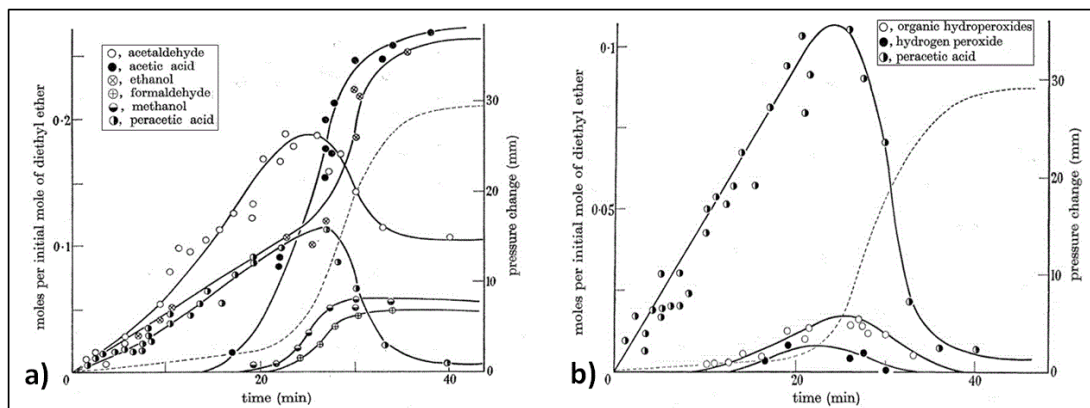 ○, acetaldehyde
●, acetic acid
⊗, ethanol
○, formaldehyde
◒, methanol
◑, peracetic acid
moles per initial mole of diethyl ether
0·2
0·1
0
20
40
time (min)
30
20
10
0
pressure change (mm)
a)
○, organic hydroperoxides
●, hydrogen peroxide
◑, peracetic acid
moles per initial mole of diethyl ether
0·1
0·05
0
20
40
time (min)
30
20
10
0
pressure change (mm)
b)